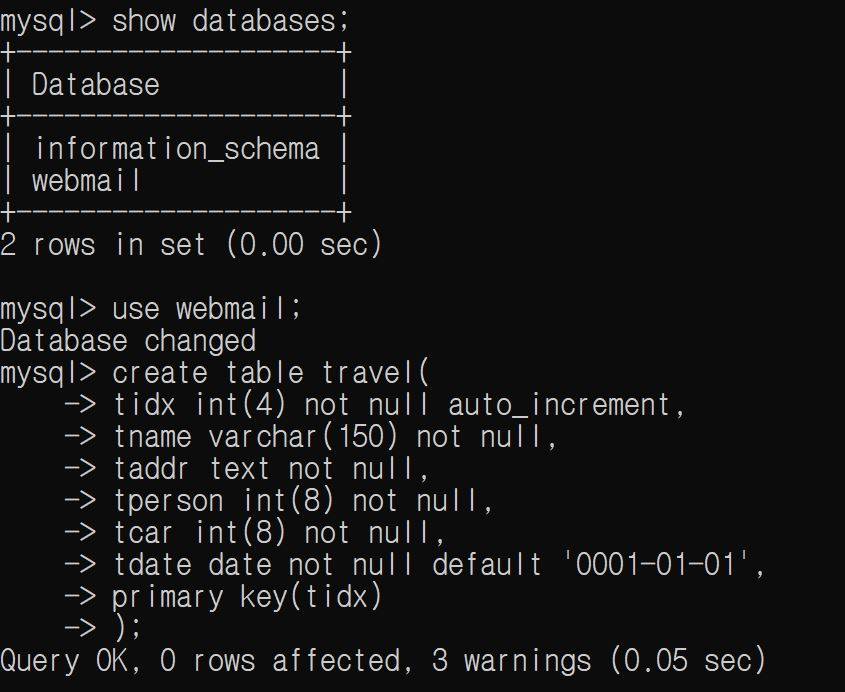 mysql> show databases;
+--------------------+
| Database           |
+--------------------+
| information_schema |
| webmail            |
+--------------------+
2 rows in set (0.00 sec)
mysql> use webmail;
Database changed
mysql> create table travel(
    -> tidx int(4) not null auto_increment,
    -> tname varchar(150) not null,
    -> taddr text not null,
    -> tperson int(8) not null,
    -> tcar int(8) not null,
    -> tdate date not null default '0001-01-01',
    -> primary key(tidx)
    -> );
Query OK, 0 rows affected, 3 warnings (0.05 sec)